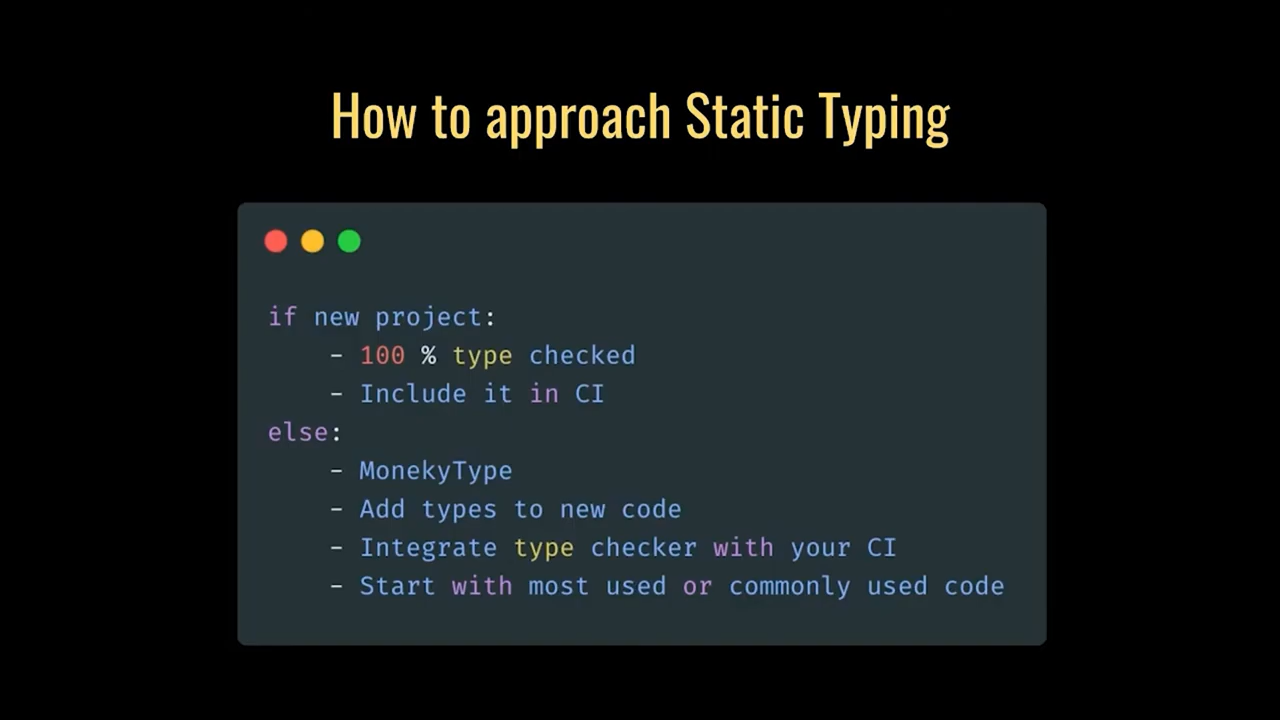 How to approach Static Typing
if new project:
    - 100 % type checked
    - Include it in CI
else:
    - MonekyType
    - Add types to new code
    - Integrate type checker with your CI
    - Start with most used or commonly used code